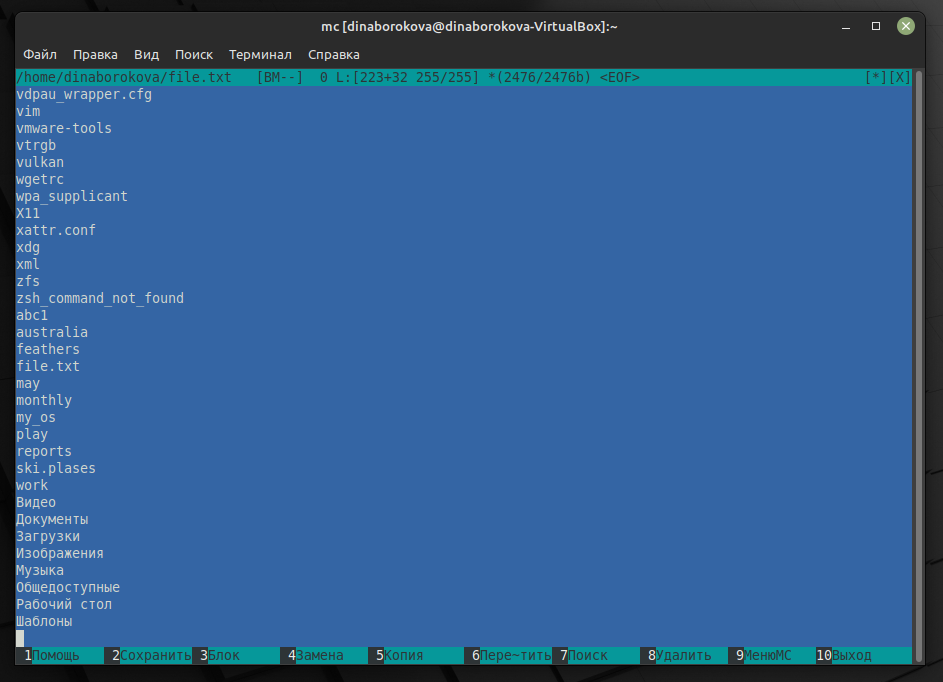 mc [dinaborokova@dinaborokova-VirtualBox]:~
Файл Правка Вид Поиск Терминал Справка
/home/dinaborokova/file.txt [BM--] 0 L:[223+32 255/255] *(2476/2476b) <EOF> [*][X]
vdpau_wrapper.cfg
vim
vmware-tools
vtrgb
vulkan
wgetrc
wpa_supplicant
X11
xattr.conf
xdg
xml
zfs
zsh_command_not_found
abc1
australia
feathers
file.txt
may
monthly
my_os
play
reports
ski.plases
work
Видео
Документы
Загрузки
Изображения
Музыка
Общедоступные
Рабочий стол
Шаблоны
1Помощь 2Сохранить 3Блок 4Замена 5Копия 6Пере~тить 7Поиск 8Удалить 9МенюMC 10Выход